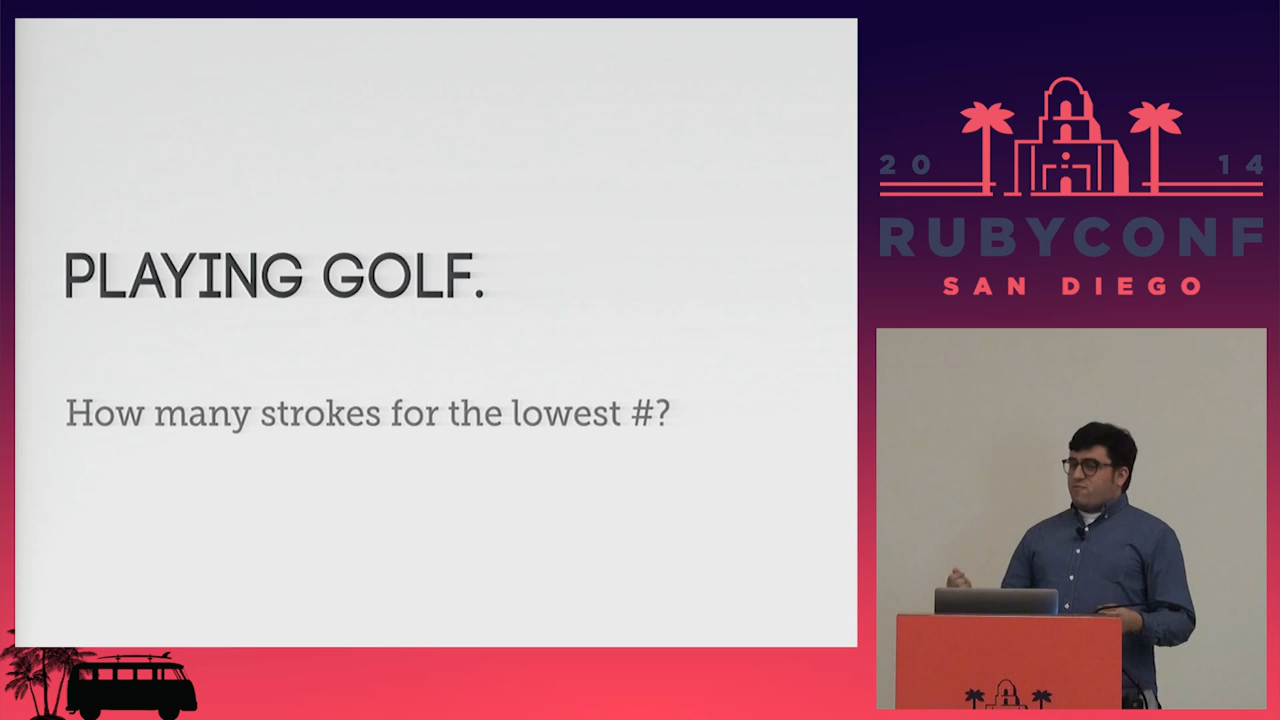 PLAYING GOLF.
How many strokes for the lowest #?
20 14
RUBYCONF
SAN DIEGO